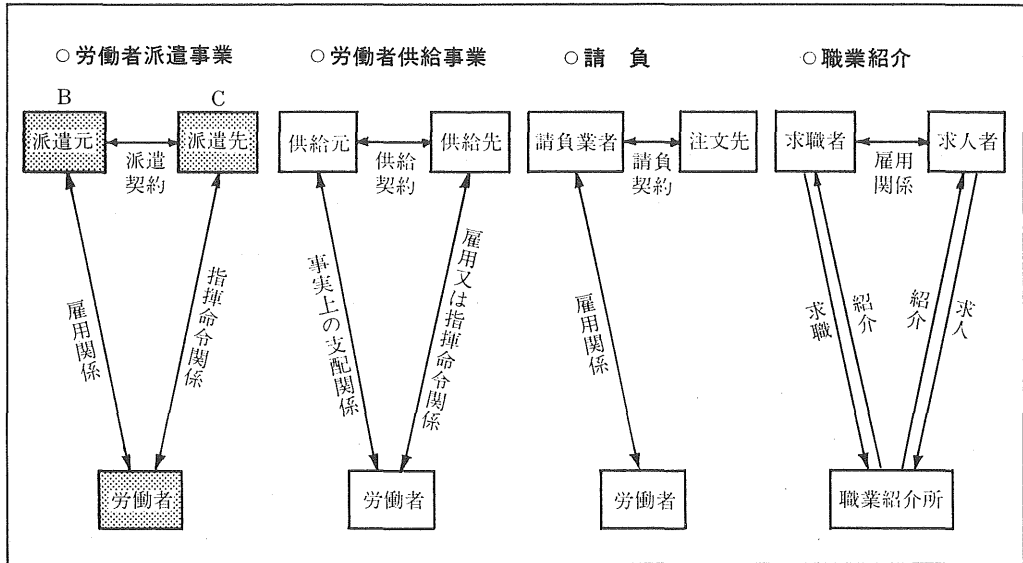 ○労働者派遣事業
B
C
派遣元
派遣先
派遣
契約
雇用関係
指揮命令関係
労働者
○労働者供給事業
供給元
供給先
供給
契約
事実上の支配関係
雇用又は指揮命令関係
労働者
○請　負
請負業者
注文先
請負
契約
雇用関係
労働者
○職業紹介
求職者
求人者
雇用
関係
求職
紹介
紹介
求人
職業紹介所